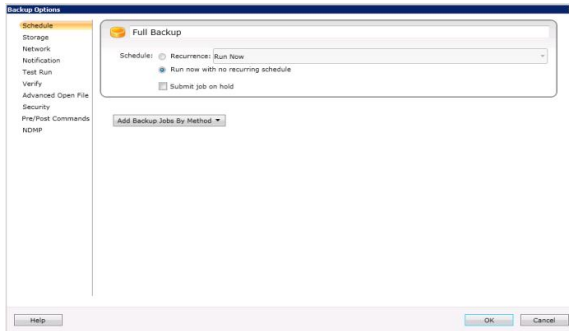 Backup Options
Schedule
Storage
Network
Notification
Test Run
Verify
Advanced Open File
Security
Pre/Post Commands
NDMP
Full Backup
Schedule:
Recurrence: Run Now
Run now with no recurring schedule
Submit job on hold
Add Backup Jobs By Method
Help
OK
Cancel